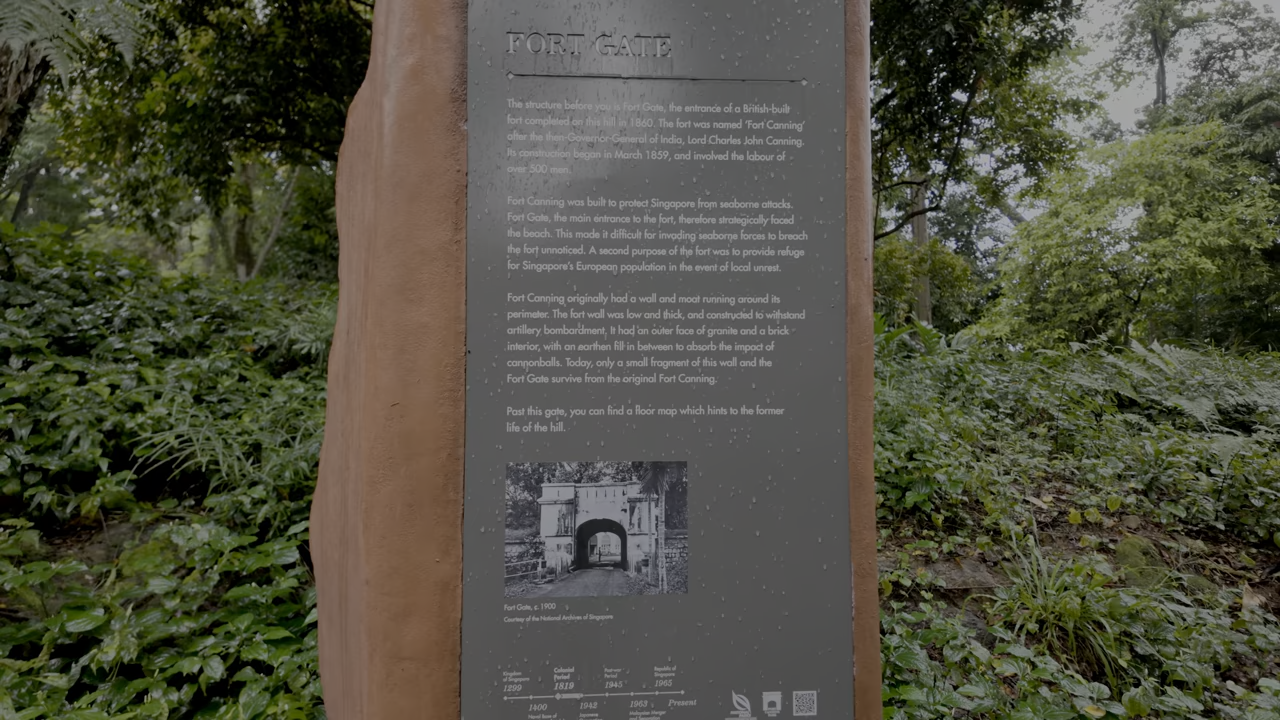 FORT GATE
The structure before you is Fort Gate, the entrance of a British-built
fort completed on this hill in 1860. The fort was named 'Fort Canning'
after the then-Governor-General of India, Lord Charles John Canning.
Its construction began in March 1859, and involved the labour of
over 500 men.
Fort Canning was built to protect Singapore from seaborne attacks.
Fort Gate, the main entrance to the fort, therefore strategically faced
the beach. This made it difficult for invading seaborne forces to breach
the fort unnoticed. A second purpose of the fort was to provide refuge
for Singapore's European population in the event of local unrest.
Fort Canning originally had a wall and moat running around its
perimeter. The fort wall was low and thick, and constructed to withstand
artillery bombardment. It had an outer face of granite and a brick
interior, with an earthen fill in between to absorb the impact of
cannonballs. Today, only a small fragment of this wall and the
Fort Gate survive from the original Fort Canning.
Past this gate, you can find a floor map which hints to the former
life of the hill.
Fort Gate, c. 1900
Courtesy of the National Archives of Singapore
Kingdom
of Singapore
1299
Colonial
Period
1819
Period
1945
Republic of
Singapore
1965
1400
1942
1963
Present